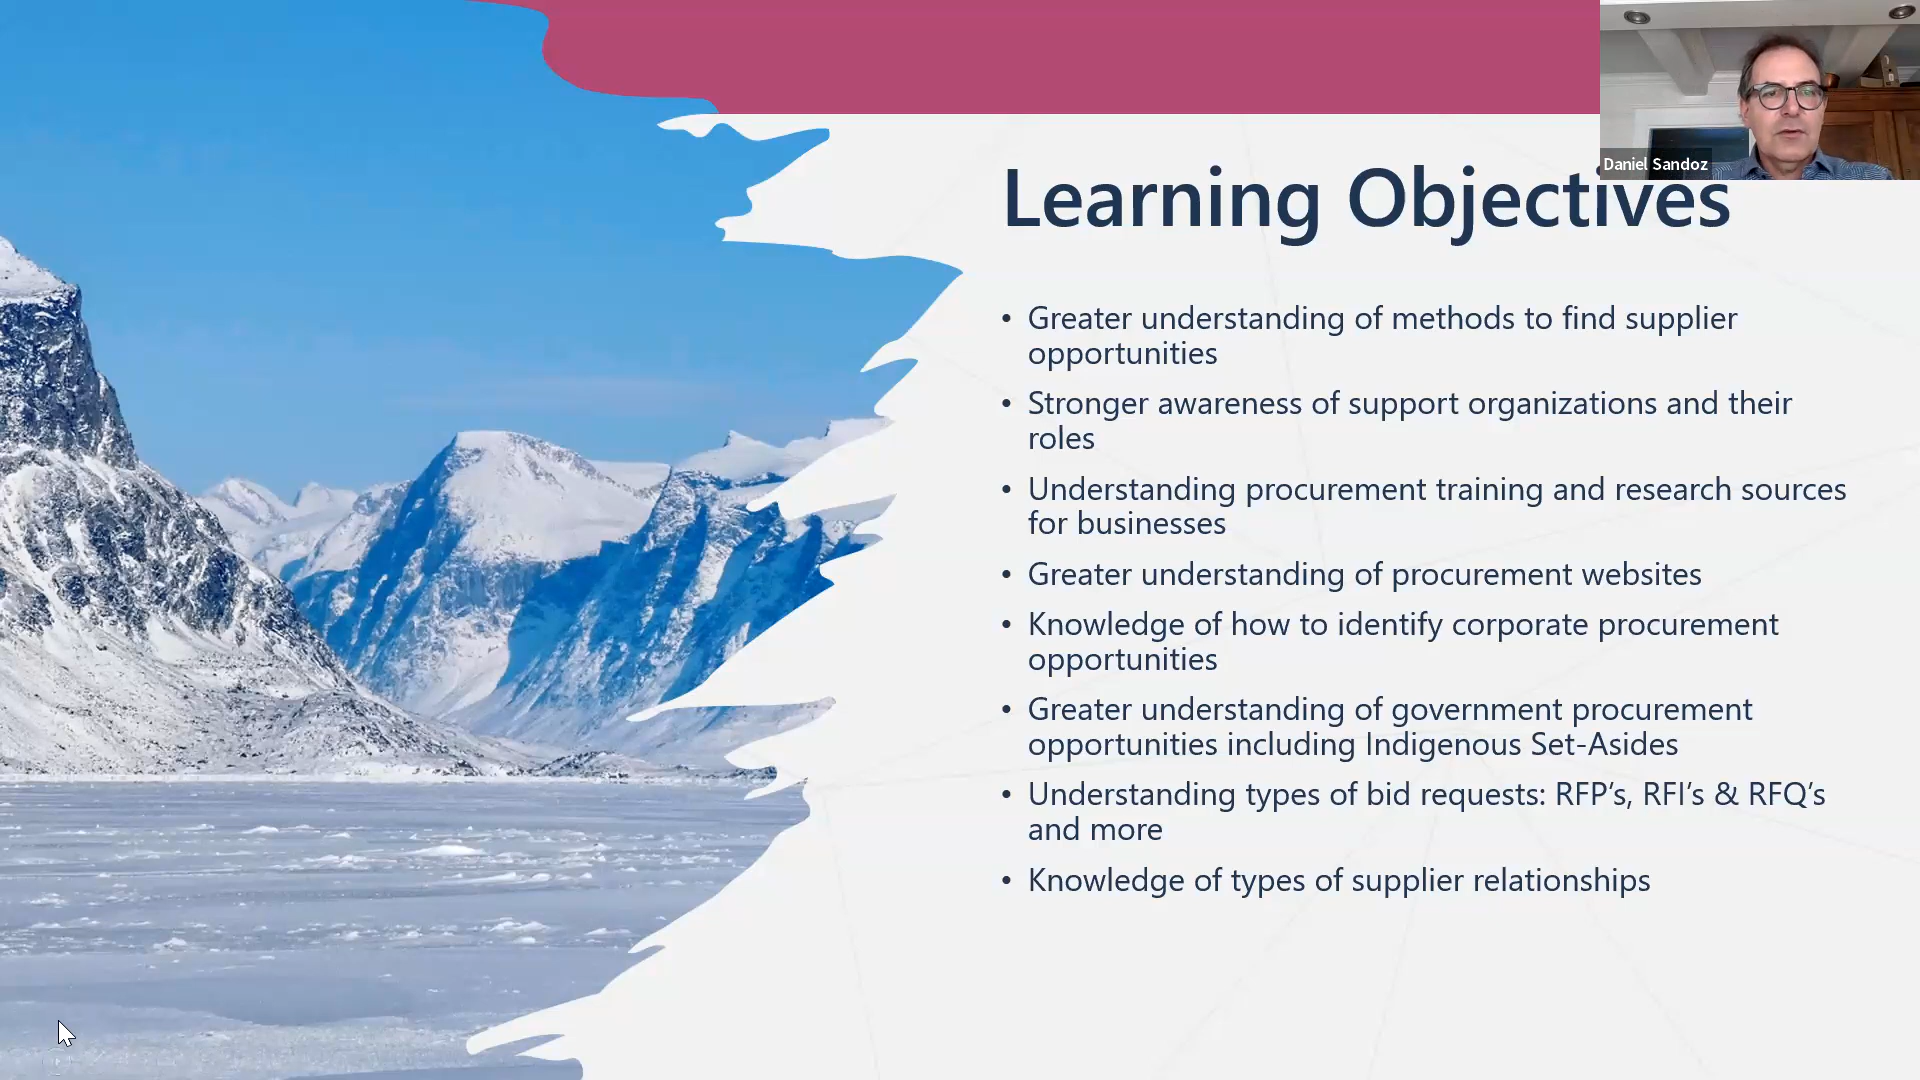 Daniel Sandoz
Learning Objectives
• Greater understanding of methods to find supplier
opportunities
• Stronger awareness of support organizations and their
roles
• Understanding procurement training and research sources
for businesses
• Greater understanding of procurement websites
• Knowledge of how to identify corporate procurement
opportunities
• Greater understanding of government procurement
opportunities including Indigenous Set-Asides
• Understanding types of bid requests: RFP’s, RFI’s & RFQ’s
and more
• Knowledge of types of supplier relationships